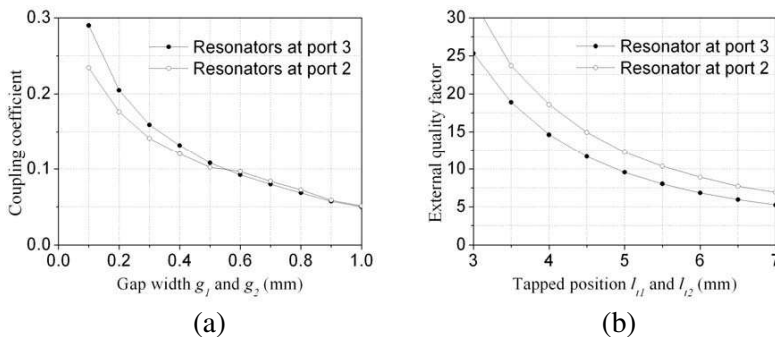 0.3
0.2
0.1
0.0
Coupling coefficient
Resonators at port 3
Resonators at port 2
0.0 0.2 0.4 0.6 0.8 1.0
Gap width g1 and g2 (mm)
(a)
30
25
20
15
10
5
0
External quality factor
Resonator at port 3
Resonator at port 2
3 4 5 6 7
Tapped position lt1 and lt2 (mm)
(b)